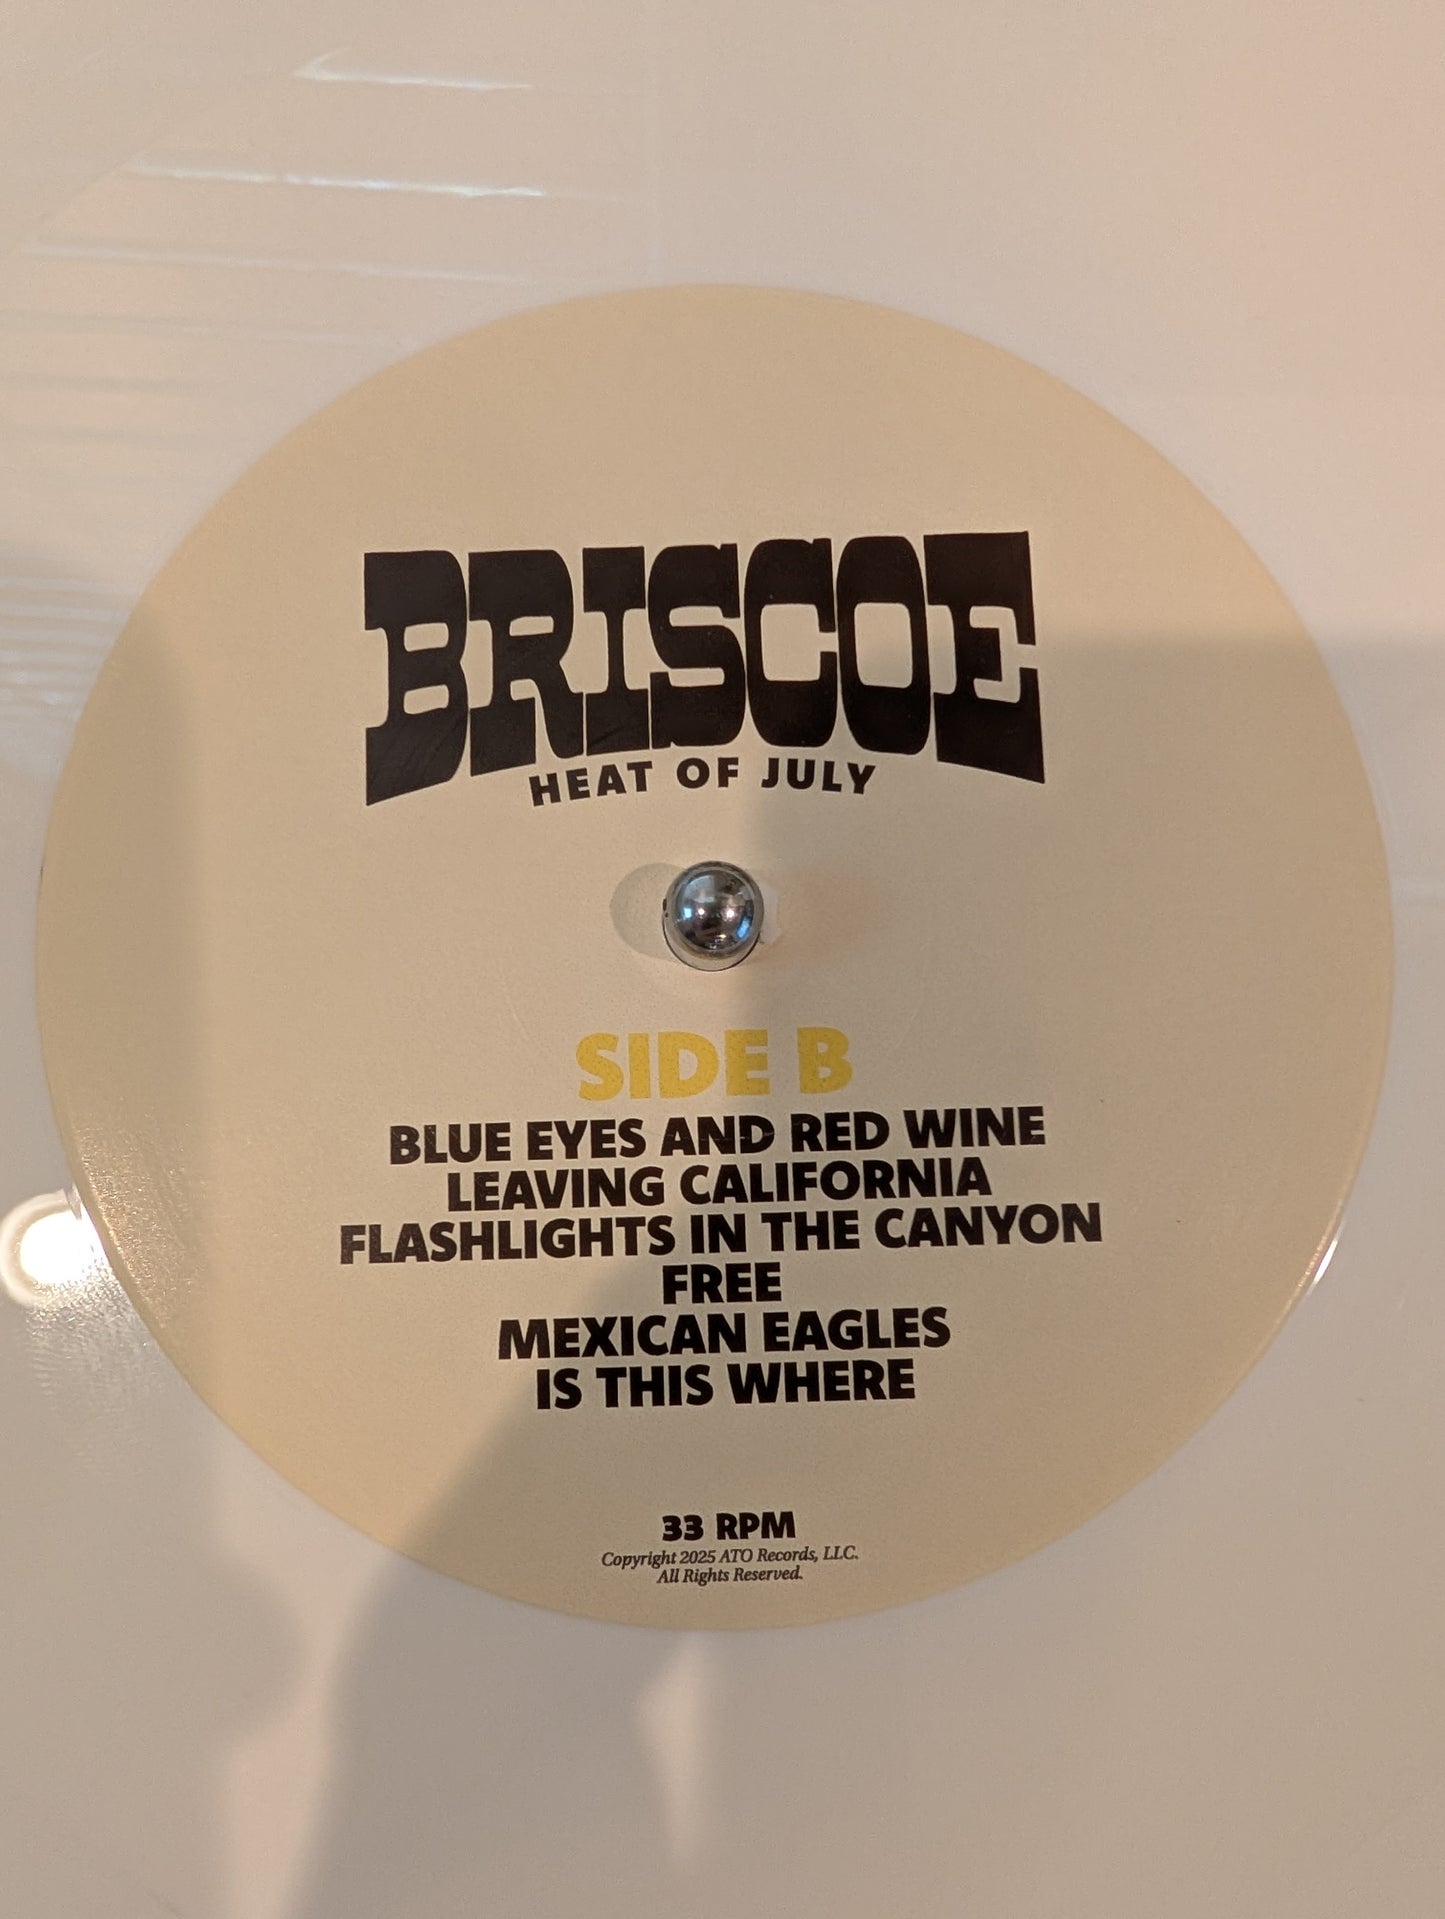 BRISCOE
HEAT OF JULY
SIDE B
BLUE EYES AND RED WINE
LEAVING CALIFORNIA
FLASHLIGHTS IN THE CANYON
FREE
MEXICAN EAGLES
IS THIS WHERE
33 RPM
Copyright 2025 ATO Records, LLC.
All Rights Reserved.